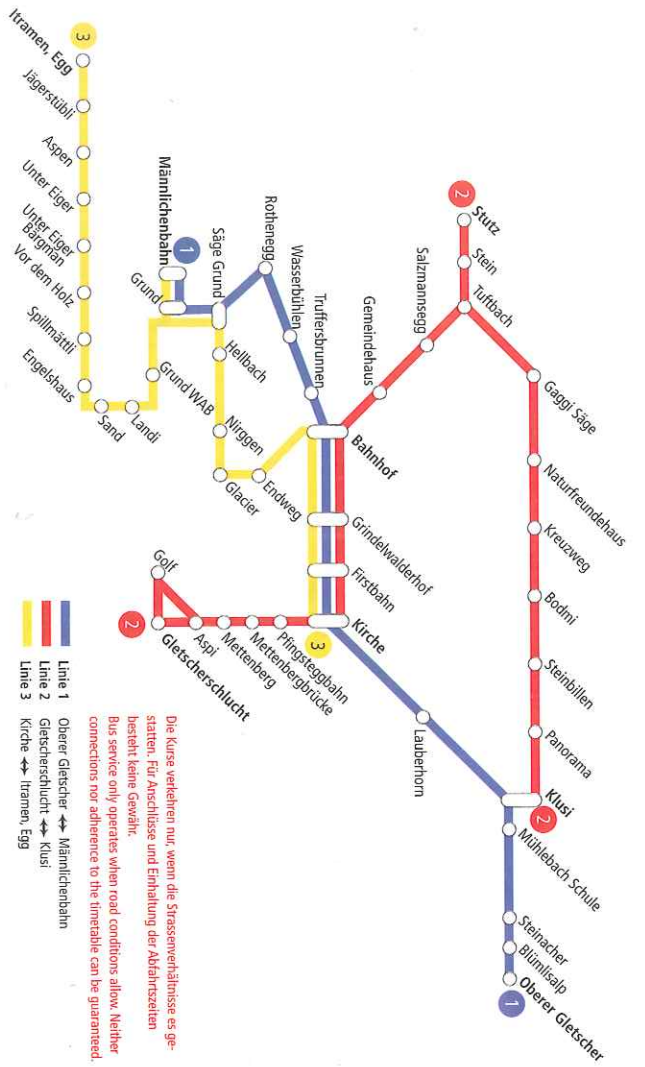 2
Stutz
Stein
Tuftbach
Gaggi Säge
Naturfreundehaus
Kreuzweg
Bodmi
Steinbillen
Panorama
Klusi
2
Salzmannsegg
Gemeindehaus
Rothenegg
Wasserbühlen
Truffersbrunnen
Bahnhof
Grindelwalderhof
Firstbahn
Kirche
3
Lauberhorn
Mühlebach Schule
Steinacher
Blümlisalp
Oberer Gletscher
1
Männlichenbahn
1
Grund
Säge Grund
Hellbach
Nirggen
Glacier
Endweg
Grund WAB
Landi
Sand
Engelshaus
Spillmättli
Vor dem Holz
Unter Eiger
Bärgman
Unter Eiger
Aspen
Jägerstübli
Itramen, Egg
3
Pfingsteggbahn
Mettenbergbrücke
Mettenberg
Aspi
Golf
Gletscherschlucht
2
Die Kurse verkehren nur, wenn die Strassenverhältnisse es ge-
statten. Für Anschlüsse und Einhaltung der Abfahrtszeiten
besteht keine Gewähr.
Bus service only operates when road conditions allow. Neither
connections nor adherence to the timetable can be guaranteed.
Linie 1 Oberer Gletscher ↔ Männlichenbahn
Linie 2 Gletscherschlucht ↔ Klusi
Linie 3 Kirche ↔ Itramen, Egg